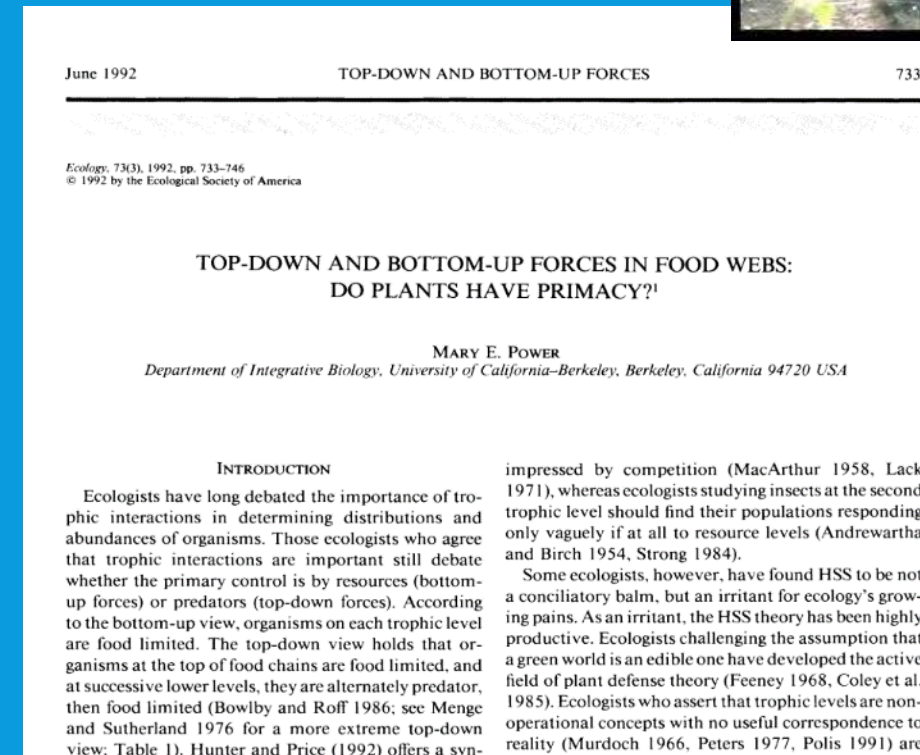 June 1992
TOP-DOWN AND BOTTOM-UP FORCES
733
Ecology, 73(3), 1992, pp. 733–746
© 1992 by the Ecological Society of America
TOP-DOWN AND BOTTOM-UP FORCES IN FOOD WEBS:
DO PLANTS HAVE PRIMACY?¹
MARY E. POWER
Department of Integrative Biology, University of California–Berkeley, Berkeley, California 94720 USA
INTRODUCTION
Ecologists have long debated the importance of tro-
phic interactions in determining distributions and
abundances of organisms. Those ecologists who agree
that trophic interactions are important still debate
whether the primary control is by resources (bottom-
up forces) or predators (top-down forces). According
to the bottom-up view, organisms on each trophic level
are food limited. The top-down view holds that or-
ganisms at the top of food chains are food limited, and
at successive lower levels, they are alternately predator,
then food limited (Bowlby and Roff 1986; see Menge
and Sutherland 1976 for a more extreme top-down
view; Table 1). Hunter and Price (1992) offers a syn-
impressed by competition (MacArthur 1958, Lack
1971), whereas ecologists studying insects at the second
trophic level should find their populations responding
only vaguely if at all to resource levels (Andrewartha
and Birch 1954, Strong 1984).
Some ecologists, however, have found HSS to be not
a conciliatory balm, but an irritant for ecology's grow-
ing pains. As an irritant, the HSS theory has been highly
productive. Ecologists challenging the assumption that
a green world is an edible one have developed the active
field of plant defense theory (Feeney 1968, Coley et al.
1985). Ecologists who assert that trophic levels are non-
operational concepts with no useful correspondence to
reality (Murdoch 1966, Peters 1977, Polis 1991) an